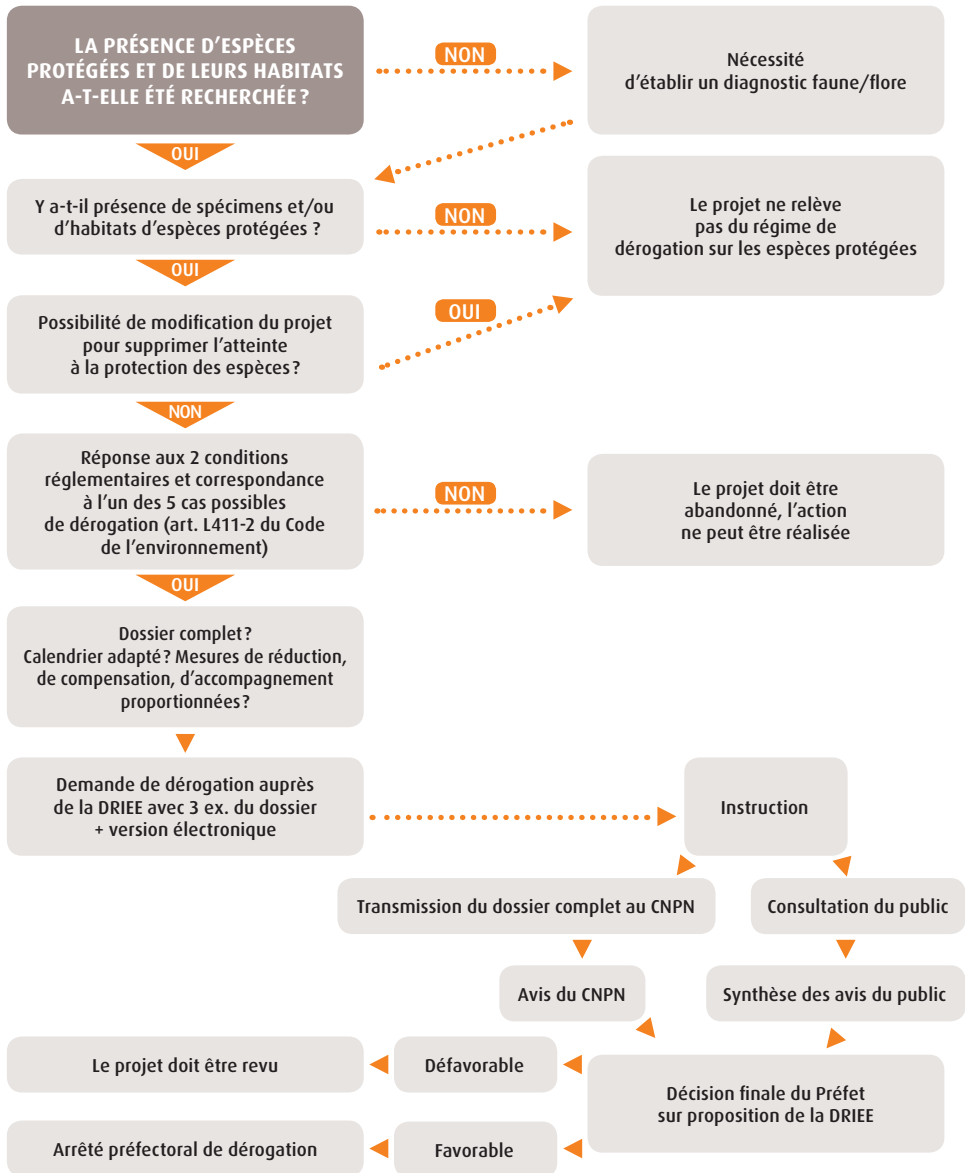 LA PRÉSENCE D'ESPÈCES
PROTÉGÉES ET DE LEURS HABITATS
A-T-ELLE ÉTÉ RECHERCHÉE ?
NON
Nécessité
d'établir un diagnostic faune/flore
OUI
Y a-t-il présence de spécimens et/ou
d'habitats d'espèces protégées ?
NON
Le projet ne relève
pas du régime de
dérogation sur les espèces protégées
OUI
Possibilité de modification du projet
pour supprimer l'atteinte
à la protection des espèces ?
OUI
NON
Réponse aux 2 conditions
réglementaires et correspondance
à l'un des 5 cas possibles
de dérogation (art. L411-2 du Code
de l'environnement)
NON
Le projet doit être
abandonné, l'action
ne peut être réalisée
OUI
Dossier complet ?
Calendrier adapté ? Mesures de réduction,
de compensation, d'accompagnement
proportionnées ?
Demande de dérogation auprès
de la DRIEE avec 3 ex. du dossier
+ version électronique
Instruction
Transmission du dossier complet au CNPN
Consultation du public
Avis du CNPN
Synthèse des avis du public
Le projet doit être revu
Défavorable
Décision finale du Préfet
sur proposition de la DRIEE
Arrêté préfectoral de dérogation
Favorable